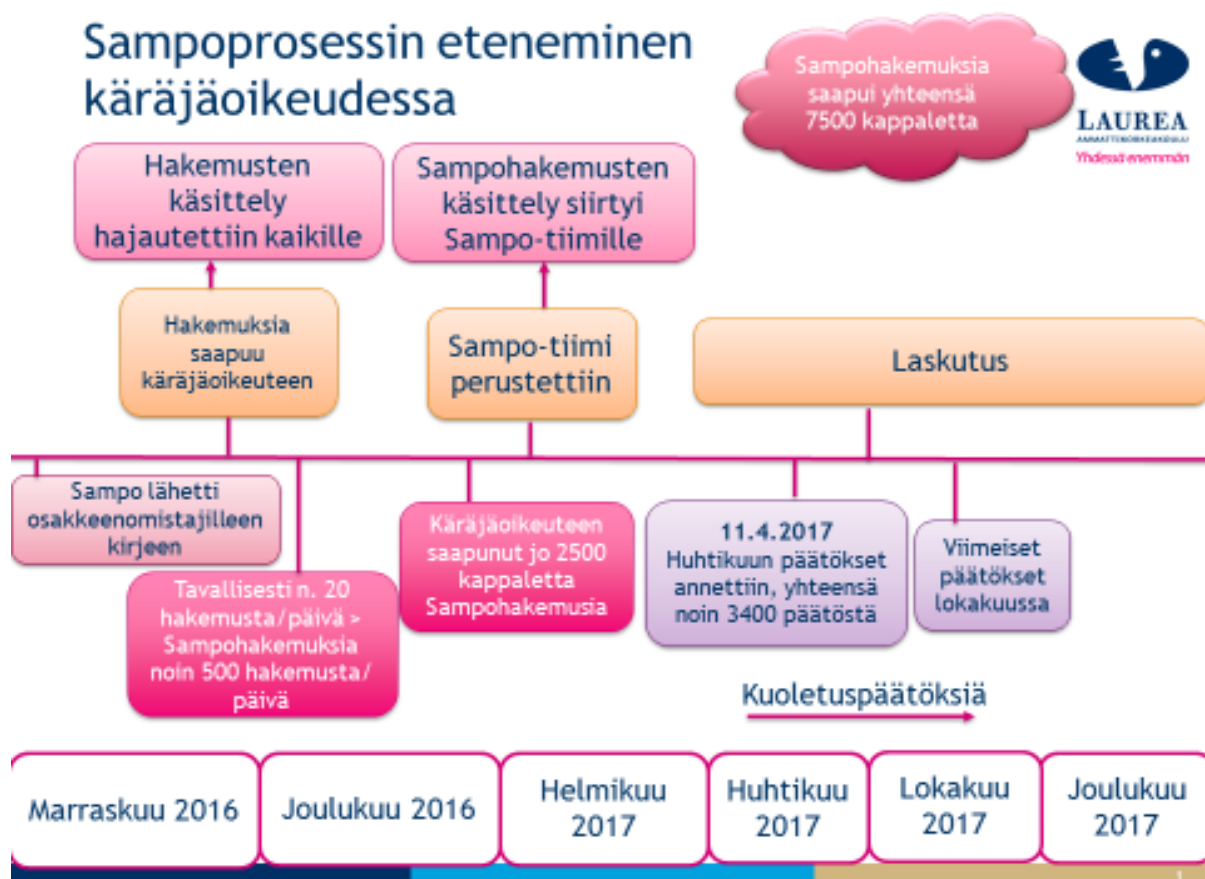 Sampoprosessin eteneminen
käräjäoikeudessa
Sampohakemuksia
saapui yhteensä
7500 kappaletta
LAUREA
AMMATTIKORKEAKOULU
Yhdessä enemmän
Hakemusten
käsittely
hajautettiin kaikille
Sampohakemusten
käsittely siirtyi
Sampo-tiimille
Hakemuksia
saapuu
käräjäoikeuteen
Sampo-tiimi
perustettiin
Laskutus
Sampo lähetti
osakkeenomistajilleen
kirjeen
Tavallisesti n. 20
hakemusta/päivä >
Sampohakemuksia
noin 500 hakemusta/
päivä
Käräjäoikeuteen
saapunut jo 2500
kappaletta
Sampohakemusia
11.4.2017
Huhtikuun päätökset
annettiin, yhteensä
noin 3400 päätöstä
Viimeiset
päätökset
lokakuussa
Kuoletuspäätöksiä
Marraskuu 2016
Joulukuu 2016
Helmikuu
2017
Huhtikuu
2017
Lokakuu
2017
Joulukuu
2017
1